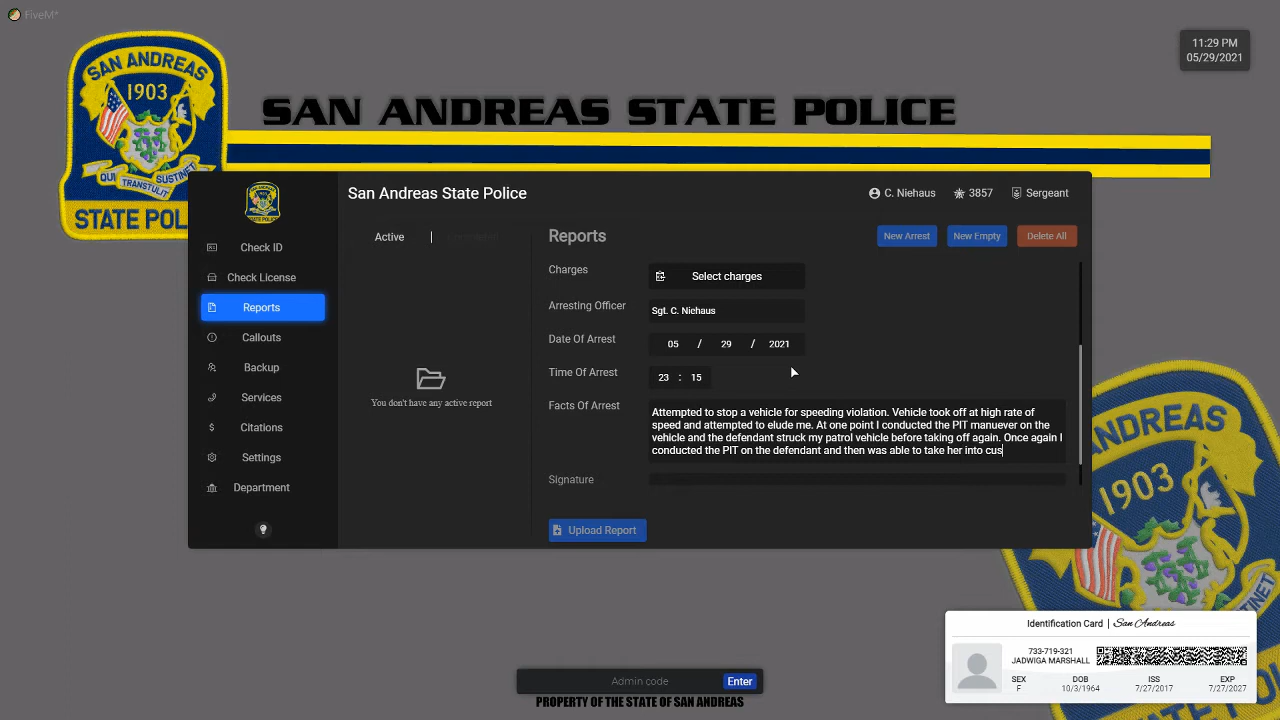 FiveM*
11:29 PM
05/29/2021
SAN ANDREAS
1903
QUI TRANSTULIT SUSTINET
STATE POL
SAN ANDREAS STATE POLICE
San Andreas State Police
C. Niehaus
3857
Sergeant
Check ID
Check License
Reports
Callouts
Backup
Services
Citations
Settings
Department
Active
Completed
You don't have any active report
Reports
New Arrest
New Empty
Delete All
Charges
Select charges
Arresting Officer
Sgt. C. Niehaus
Date Of Arrest
05 / 29 / 2021
Time Of Arrest
23 : 15
Facts Of Arrest
Attempted to stop a vehicle for speeding violation. Vehicle took off at high rate of
speed and attempted to elude me. At one point I conducted the PIT manuever on the
vehicle and the defendant struck my patrol vehicle before taking off again. Once again I
conducted the PIT on the defendant and then was able to take her into cus
Signature
Upload Report
1903
Identification Card | San Andreas
733-719-321
JADWIGA MARSHALL
SEX
F
DOB
10/3/1964
ISS
7/27/2017
EXP
7/27/2027
Admin code
Enter
PROPERTY OF THE STATE OF SAN ANDREAS